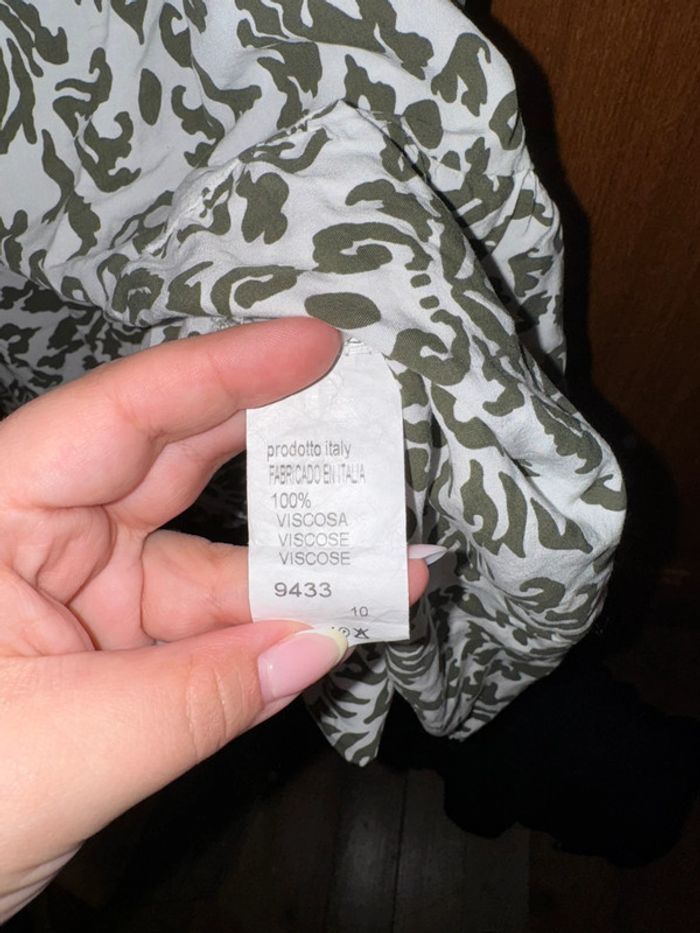 prodotto italy
FABRICADO EN ITALIA
100%
VISCOSA
VISCOSE
VISCOSE
9433
10